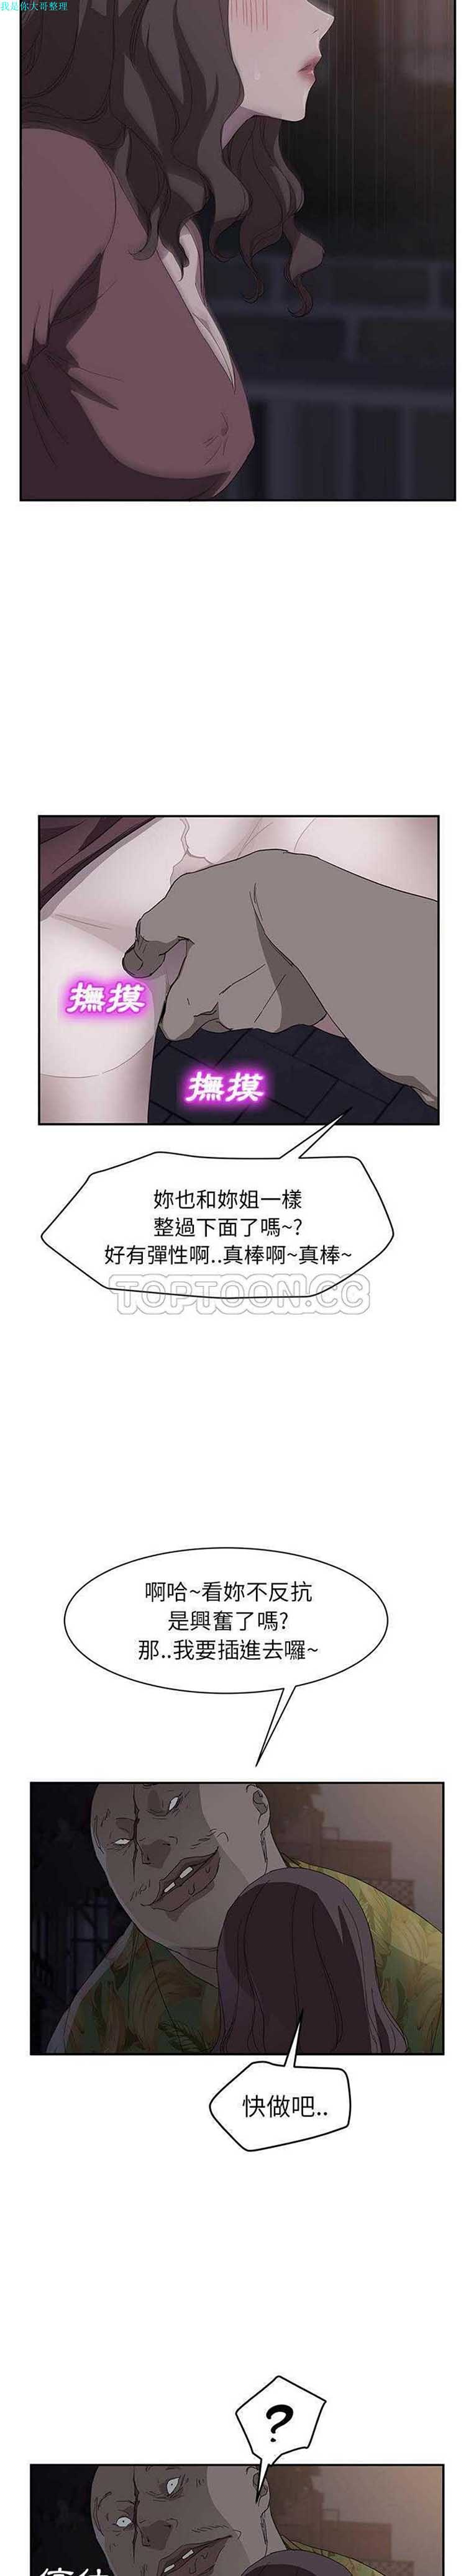 我是你大哥整理
撫摸
撫摸
妳也和妳姐一樣
整過下面了嗎~?
好有彈性啊..真棒啊~真棒~
TOPTOON.CC
啊哈~看妳不反抗
是興奮了嗎?
那..我要插進去囉~
快做吧..
?